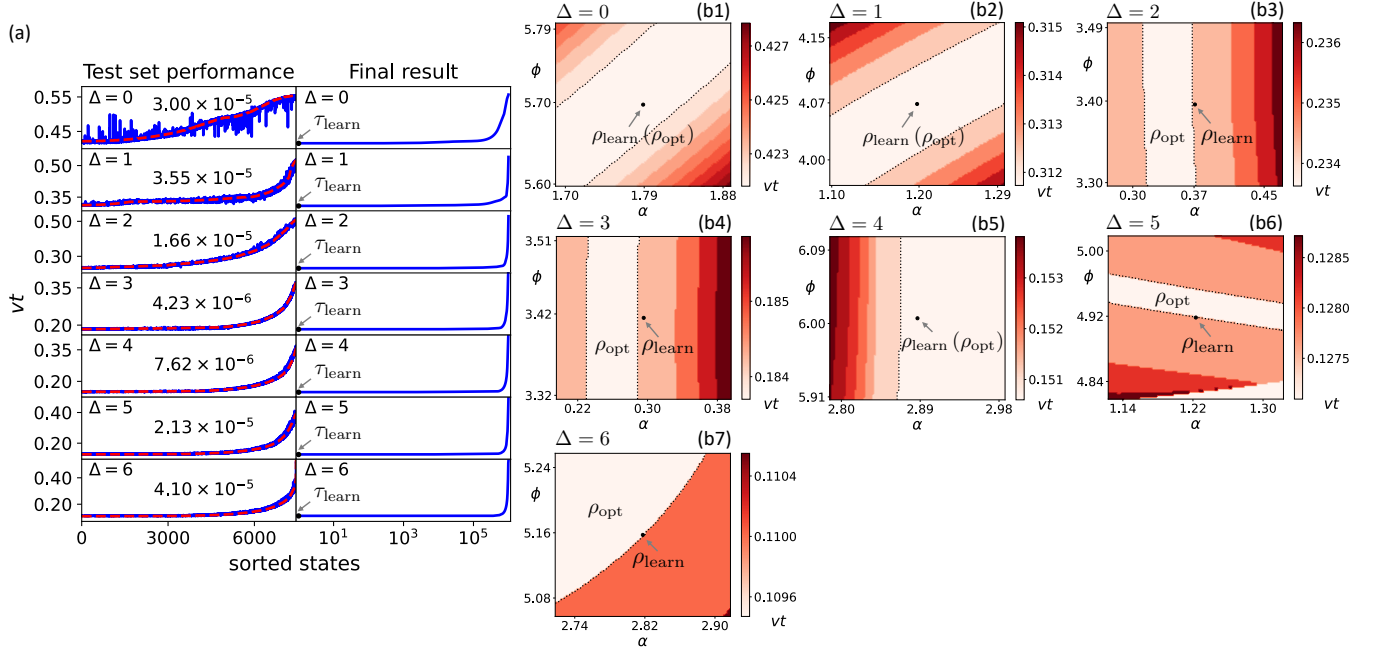 (a)
Test set performance
Final result
Δ = 0
3.00 × 10⁻⁵
Δ = 0
τlearn
0.55
0.45
Δ = 1
3.55 × 10⁻⁵
Δ = 1
τlearn
0.50
0.35
Δ = 2
1.66 × 10⁻⁵
Δ = 2
τlearn
0.50
0.30
Δ = 3
4.23 × 10⁻⁶
Δ = 3
τlearn
0.35
0.20
Δ = 4
7.62 × 10⁻⁶
Δ = 4
τlearn
0.35
0.20
Δ = 5
2.13 × 10⁻⁵
Δ = 5
τlearn
0.40
0.20
Δ = 6
4.10 × 10⁻⁵
Δ = 6
τlearn
0.20
vt
0 3000 6000
10¹ 10³ 10⁵
sorted states
Δ = 0 (b1)
5.79
ϕ
5.70
5.60
ρlearn (ρopt)
1.70 1.79 1.88
α
0.427
0.425
0.423
vt
Δ = 1 (b2)
4.15
ϕ
4.07
4.00
ρlearn (ρopt)
1.10 1.20 1.29
α
0.315
0.314
0.313
0.312
vt
Δ = 2 (b3)
3.49
ϕ
3.40
3.30
ρopt
ρlearn
0.30 0.37 0.45
α
0.236
0.235
0.234
vt
Δ = 3 (b4)
3.51
ϕ
3.42
3.32
ρopt
ρlearn
0.22 0.30 0.38
α
0.185
0.184
vt
Δ = 4 (b5)
6.09
ϕ
6.00
5.91
ρlearn (ρopt)
2.80 2.89 2.98
α
0.153
0.152
0.151
vt
Δ = 5 (b6)
5.00
ϕ
4.92
4.84
ρopt
ρlearn
1.14 1.22 1.30
α
0.1285
0.1280
0.1275
vt
Δ = 6 (b7)
5.24
ϕ
5.16
5.08
ρopt
ρlearn
2.74 2.82 2.90
α
0.1104
0.1100
0.1096
vt